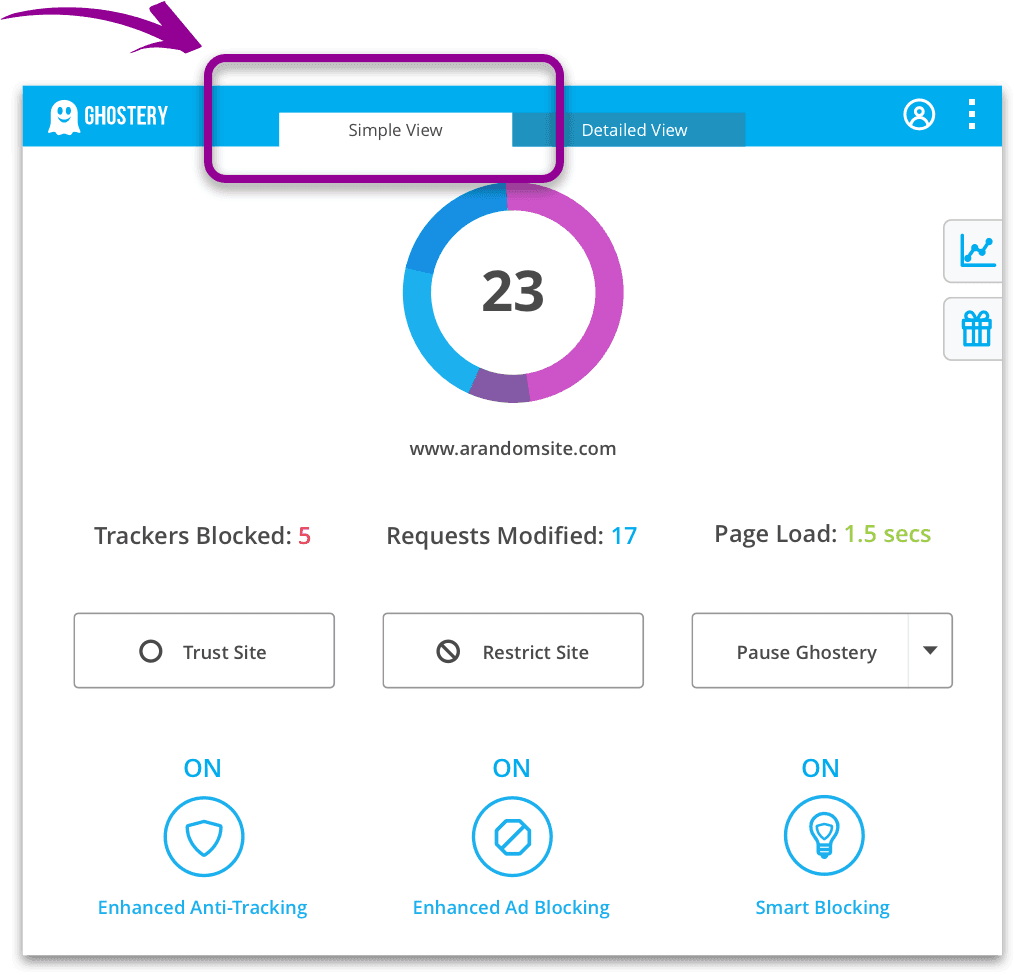 GHOSTERY
Simple View
Detailed View
23
www.arandomsite.com
Trackers Blocked: 5
Requests Modified: 17
Page Load: 1.5 secs
Trust Site
Restrict Site
Pause Ghostery
ON
ON
ON
Enhanced Anti-Tracking
Enhanced Ad Blocking
Smart Blocking